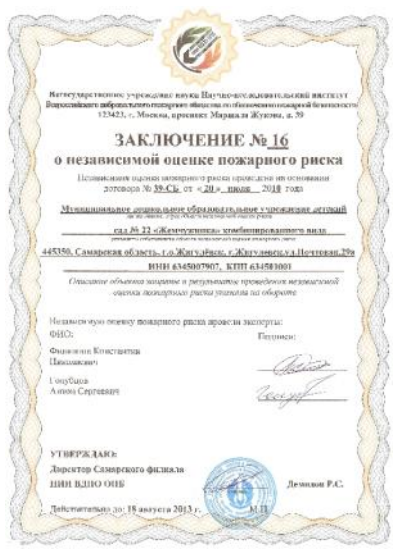 Негосударственное учреждение науки Научно-исследовательский институт
Всероссийского добровольного пожарного общества по обеспечению пожарной безопасности
123423, г. Москва, проспект Маршала Жукова, д. 39
ЗАКЛЮЧЕНИЕ № 16
о независимой оценке пожарного риска
Независимая оценка пожарного риска проведена на основании
договора № 39-СБ от «20» июля 2010 года
Муниципальное дошкольное образовательное учреждение детский
сад № 22 «Жемчужинка» комбинированного вида
445350, Самарская область, г.о.Жигулёвск, г.Жигулевск,ул.Почтовая,29а
ИНН 6345007907, КПП 634501001
Описание объекта защиты и результаты проведения независимой
оценки пожарного риска указаны на обороте
Независимую оценку пожарного риска провели эксперты:
ФИО: Подписи:
Константин
Николаевич
Голубцов
Антон Сергеевич
УТВЕРЖДАЮ:
Директор Самарского филиала
НИИ ВДПО ОПБ Демидов Р.С.
Действительно до: 18 августа 2013 г. М.П.